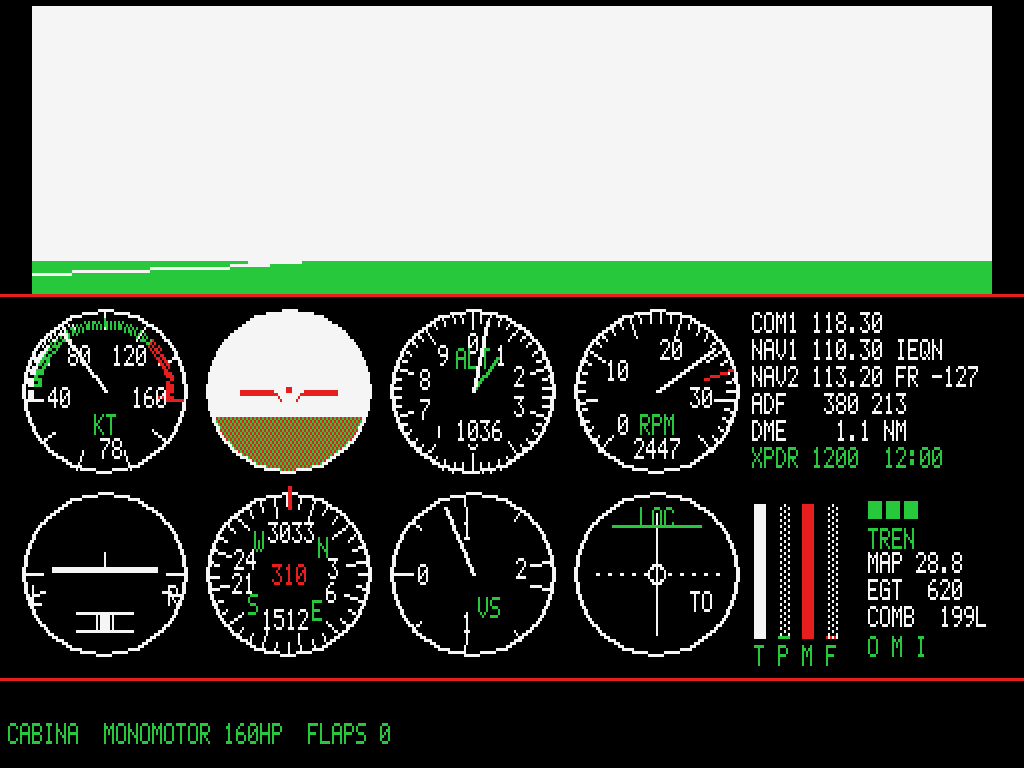 80 120
40 160
KT
78
0
9 ALT 1
8 2
7 3
1036
20
10
30
0 RPM
2447
COM1 118.30
NAV1 110.30 IEQN
NAV2 113.20 FR -127
ADF 380 213
DME 1.1 NM
XPDR 1200 12:00
L R
3033
W N
24 3
310
21 6
S E
1512
1
0 2
VS
1
LOC
TO
T P M F
TREN
MAP 28.8
EGT 620
COMB 199L
O M I
CABINA MONOMOTOR 160HP FLAPS 0